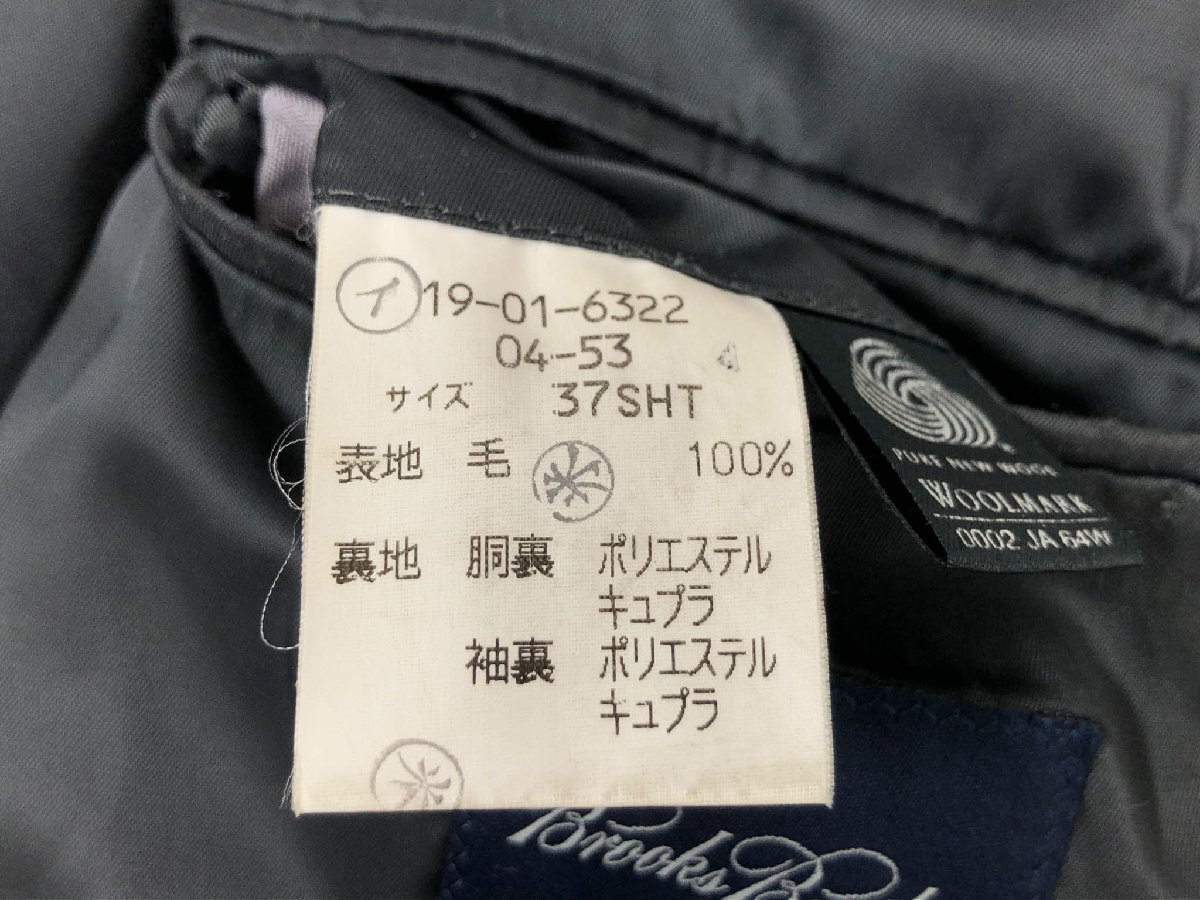 イ 19-01-6322
04-53
サイズ 37SHT
表地 毛 100%
裏地 胴裏 ポリエステル
キュプラ
袖裏 ポリエステル
キュプラ
PURE NEW WOOL
WOOLMARK
0002 JA 64W
Brooks